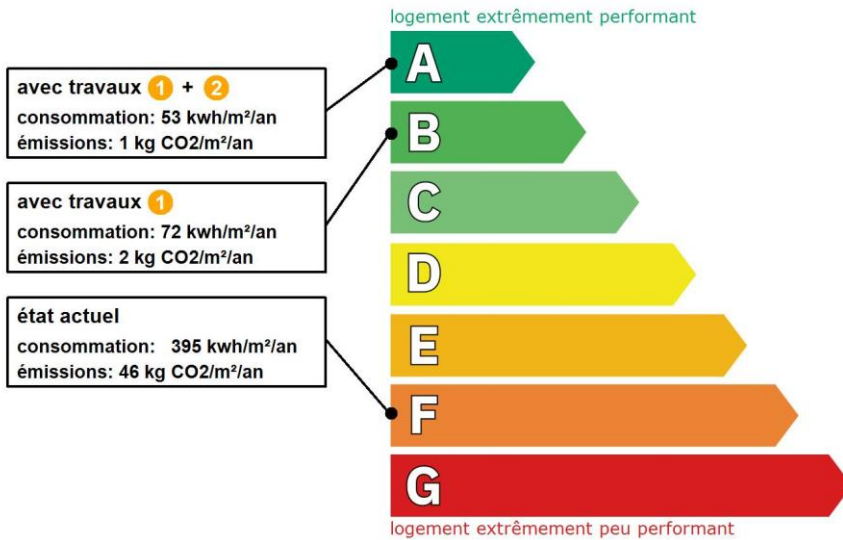 logement extrêmement performant
avec travaux 1 + 2
consommation: 53 kwh/m²/an
émissions: 1 kg CO2/m²/an
avec travaux 1
consommation: 72 kwh/m²/an
émissions: 2 kg CO2/m²/an
état actuel
consommation: 395 kwh/m²/an
émissions: 46 kg CO2/m²/an
A
B
C
D
E
F
G
logement extrêmement peu performant